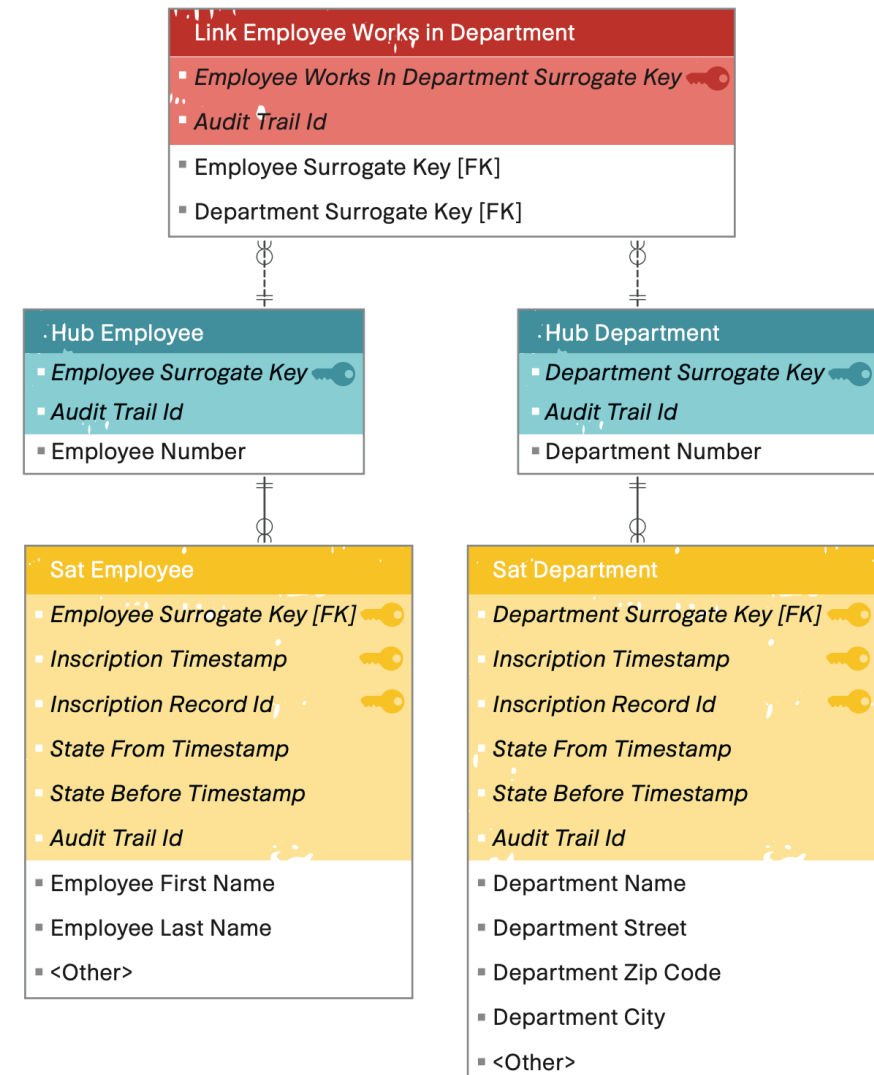 Link Employee Works in Department
Employee Works In Department Surrogate Key
Audit Trail Id
Employee Surrogate Key [FK]
Department Surrogate Key [FK]
Hub Employee
Employee Surrogate Key
Audit Trail Id
Employee Number
Hub Department
Department Surrogate Key
Audit Trail Id
Department Number
Sat Employee
Employee Surrogate Key [FK]
Inscription Timestamp
Inscription Record Id
State From Timestamp
State Before Timestamp
Audit Trail Id
Employee First Name
Employee Last Name
<Other>
Sat Department
Department Surrogate Key [FK]
Inscription Timestamp
Inscription Record Id
State From Timestamp
State Before Timestamp
Audit Trail Id
Department Name
Department Street
Department Zip Code
Department City
<Other>